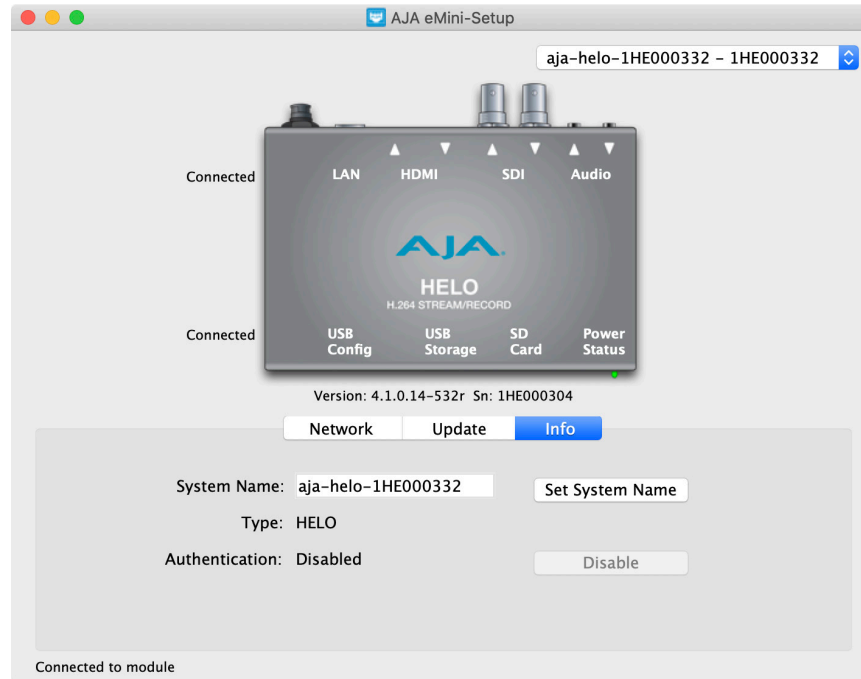 AJA eMini-Setup
aja-helo-1HE000332 – 1HE000332
Connected
LAN HDMI SDI Audio
AJA
HELO
H.264 STREAM/RECORD
Connected
USB Config
USB Storage
SD Card
Power Status
Version: 4.1.0.14-532r Sn: 1HE000304
Network Update Info
System Name: aja-helo-1HE000332 Set System Name
Type: HELO
Authentication: Disabled Disable
Connected to module